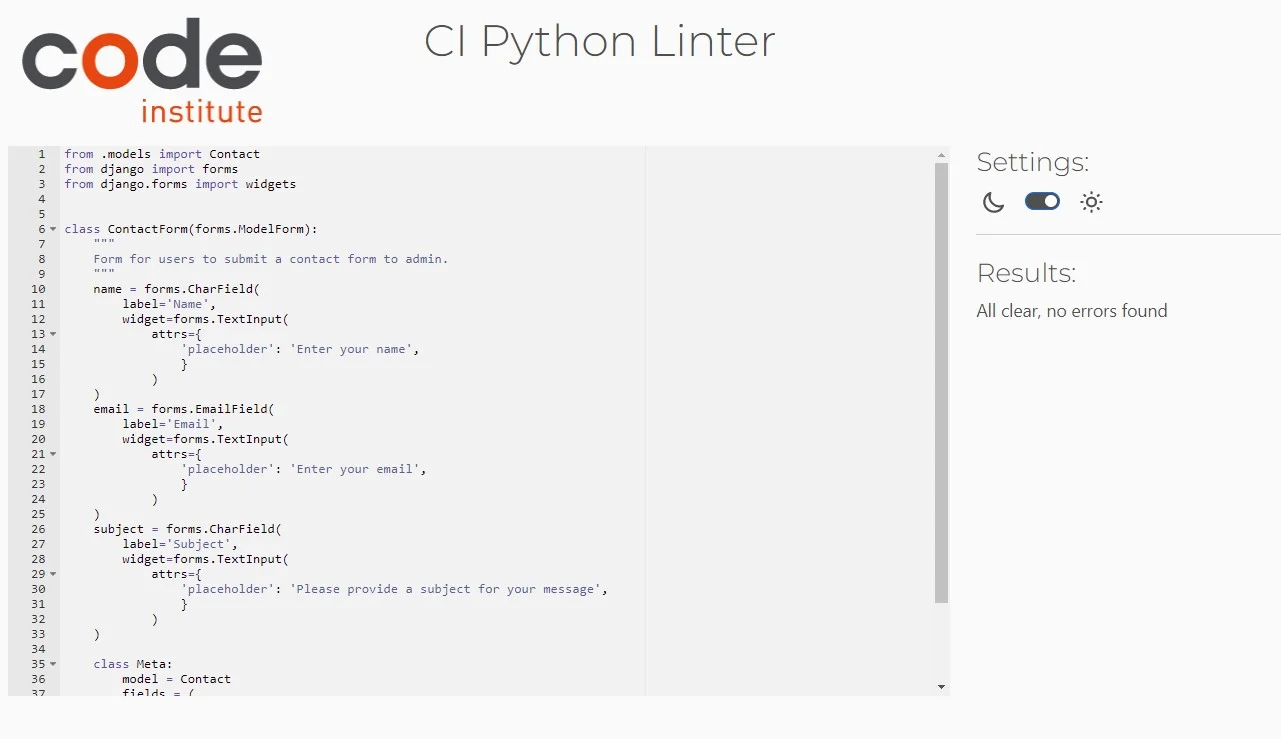 code
institute
CI Python Linter
1 from .models import Contact
2 from django import forms
3 from django.forms import widgets
4
5
6 class ContactForm(forms.ModelForm):
7     """
8     Form for users to submit a contact form to admin.
9     """
10     name = forms.CharField(
11         label='Name',
12         widget=forms.TextInput(
13             attrs={
14                 'placeholder': 'Enter your name',
15                 }
16             )
17     )
18     email = forms.EmailField(
19         label='Email',
20         widget=forms.TextInput(
21             attrs={
22                 'placeholder': 'Enter your email',
23                 }
24             )
25     )
26     subject = forms.CharField(
27         label='Subject',
28         widget=forms.TextInput(
29             attrs={
30                 'placeholder': 'Please provide a subject for your message',
31                 }
32             )
33     )
34
35     class Meta:
36         model = Contact
37         fields = (
Settings:
Results:
All clear, no errors found